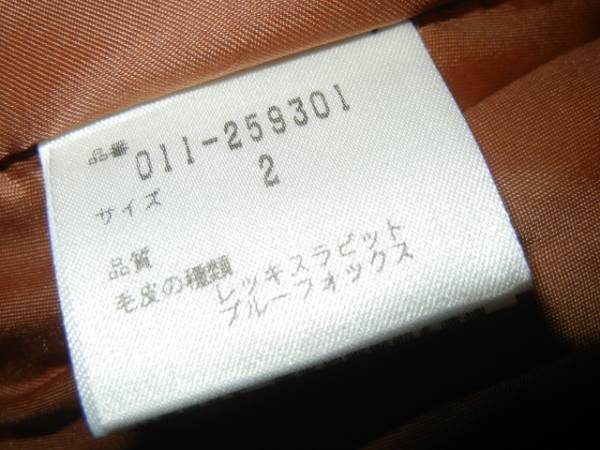 品番 011-259301
サイズ 2
品質
毛皮の種類 レッキスラビット
ブルーフォックス